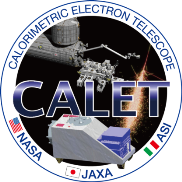 CALORIMETRIC ELECTRON TELESCOPE
CALET
NASA
JAXA
ASI